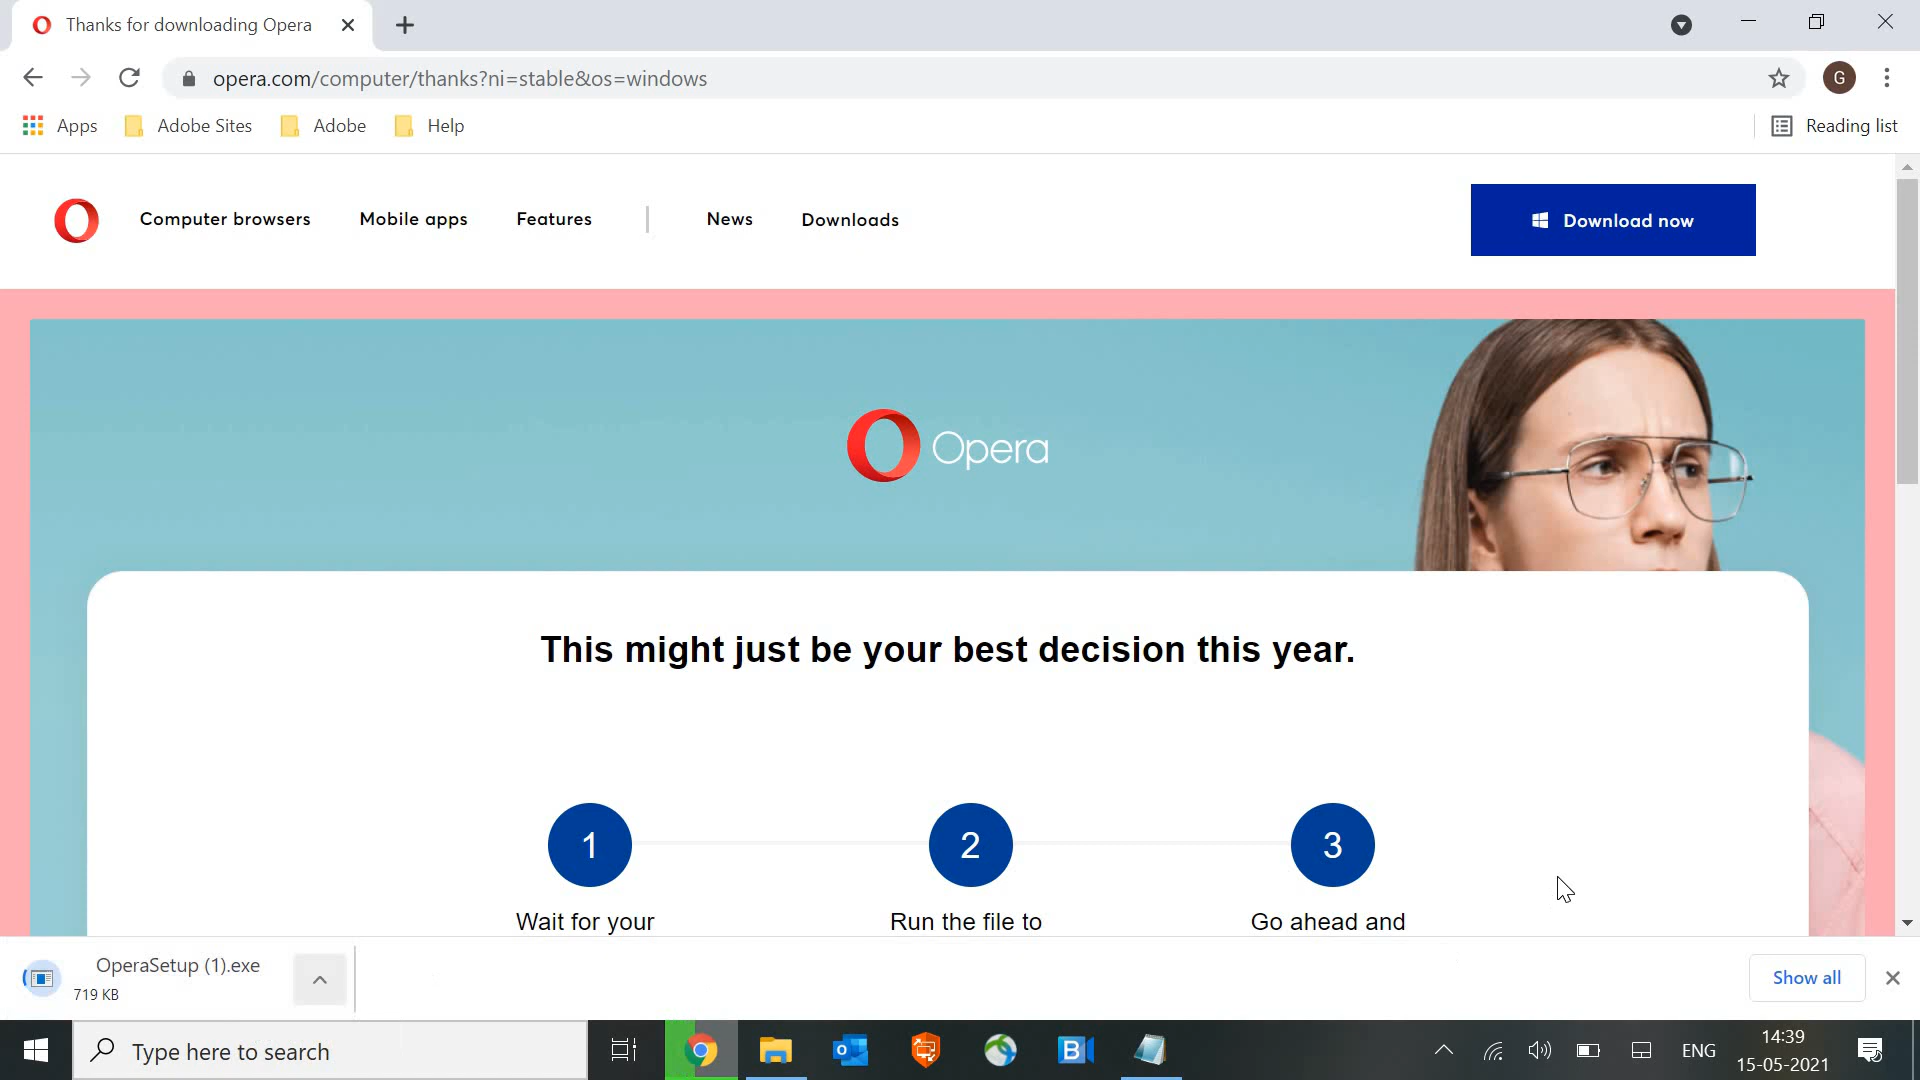 Thanks for downloading Opera
opera.com/computer/thanks?ni=stable&os=windows
G
Apps
Adobe Sites
Adobe
Help
Reading list
Computer browsers
Mobile apps
Features
News
Downloads
Download now
Opera
This might just be your best decision this year.
1
2
3
Wait for your
Run the file to
Go ahead and
OperaSetup (1).exe
719 KB
Show all
Type here to search
ENG
14:39
15-05-2021